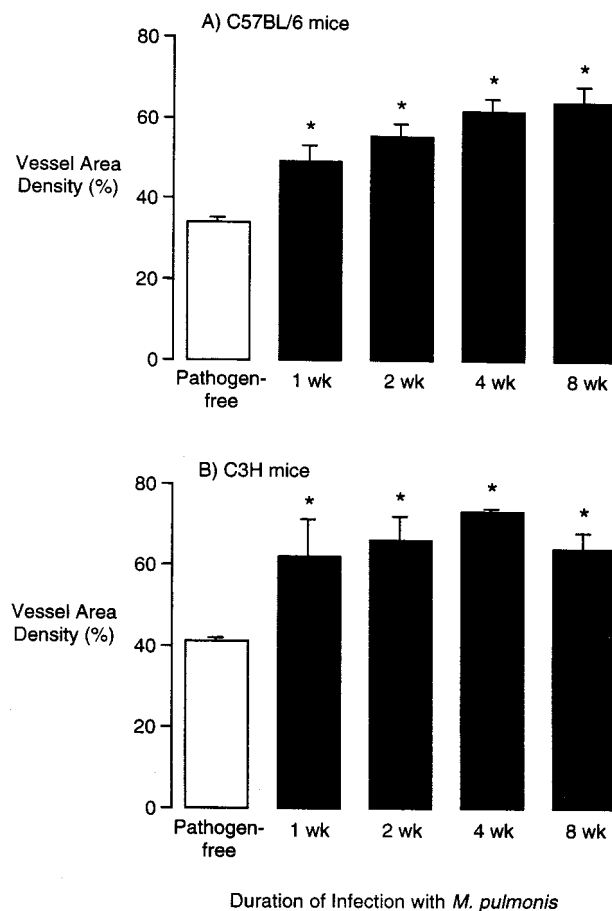 A) C57BL/6 mice
80
60
40
20
0
Vessel Area
Density (%)
*
*
*
*
Pathogen-
free
1 wk
2 wk
4 wk
8 wk
B) C3H mice
80
60
40
20
0
Vessel Area
Density (%)
*
*
*
*
Pathogen-
free
1 wk
2 wk
4 wk
8 wk
Duration of Infection with M. pulmonis